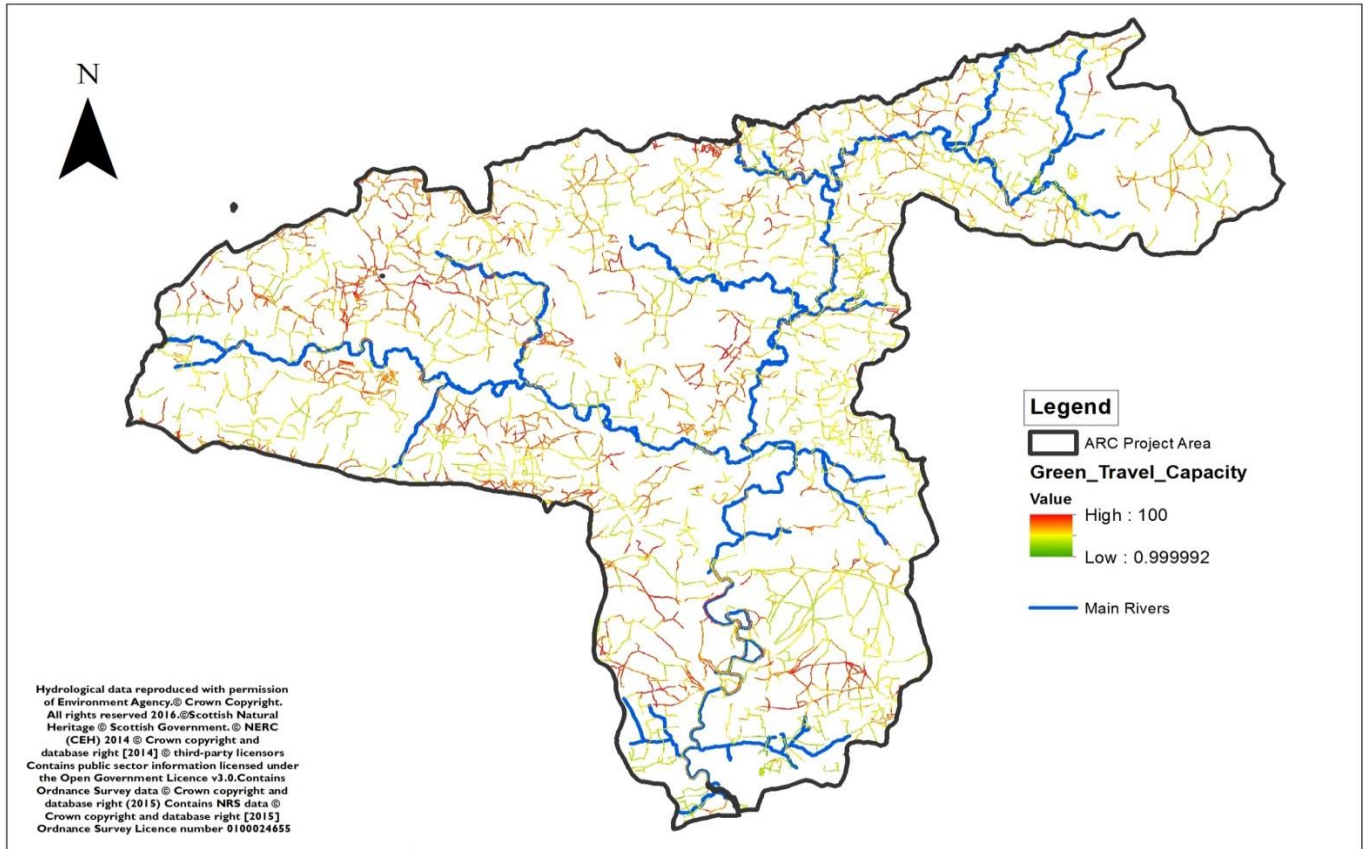 N
Legend
ARC Project Area
Green_Travel_Capacity
Value
High : 100
Low : 0.999992
Main Rivers
Hydrological data reproduced with permission
of Environment Agency.© Crown Copyright.
All rights reserved 2016.©Scottish Natural
Heritage © Scottish Government. © NERC
(CEH) 2014 © Crown copyright and
database right [2014] © third-party licensors
Contains public sector information licensed under
the Open Government Licence v3.0.Contains
Ordnance Survey data © Crown copyright and
database right (2015) Contains NRS data ©
Crown copyright and database right [2015]
Ordnance Survey Licence number 0100024655